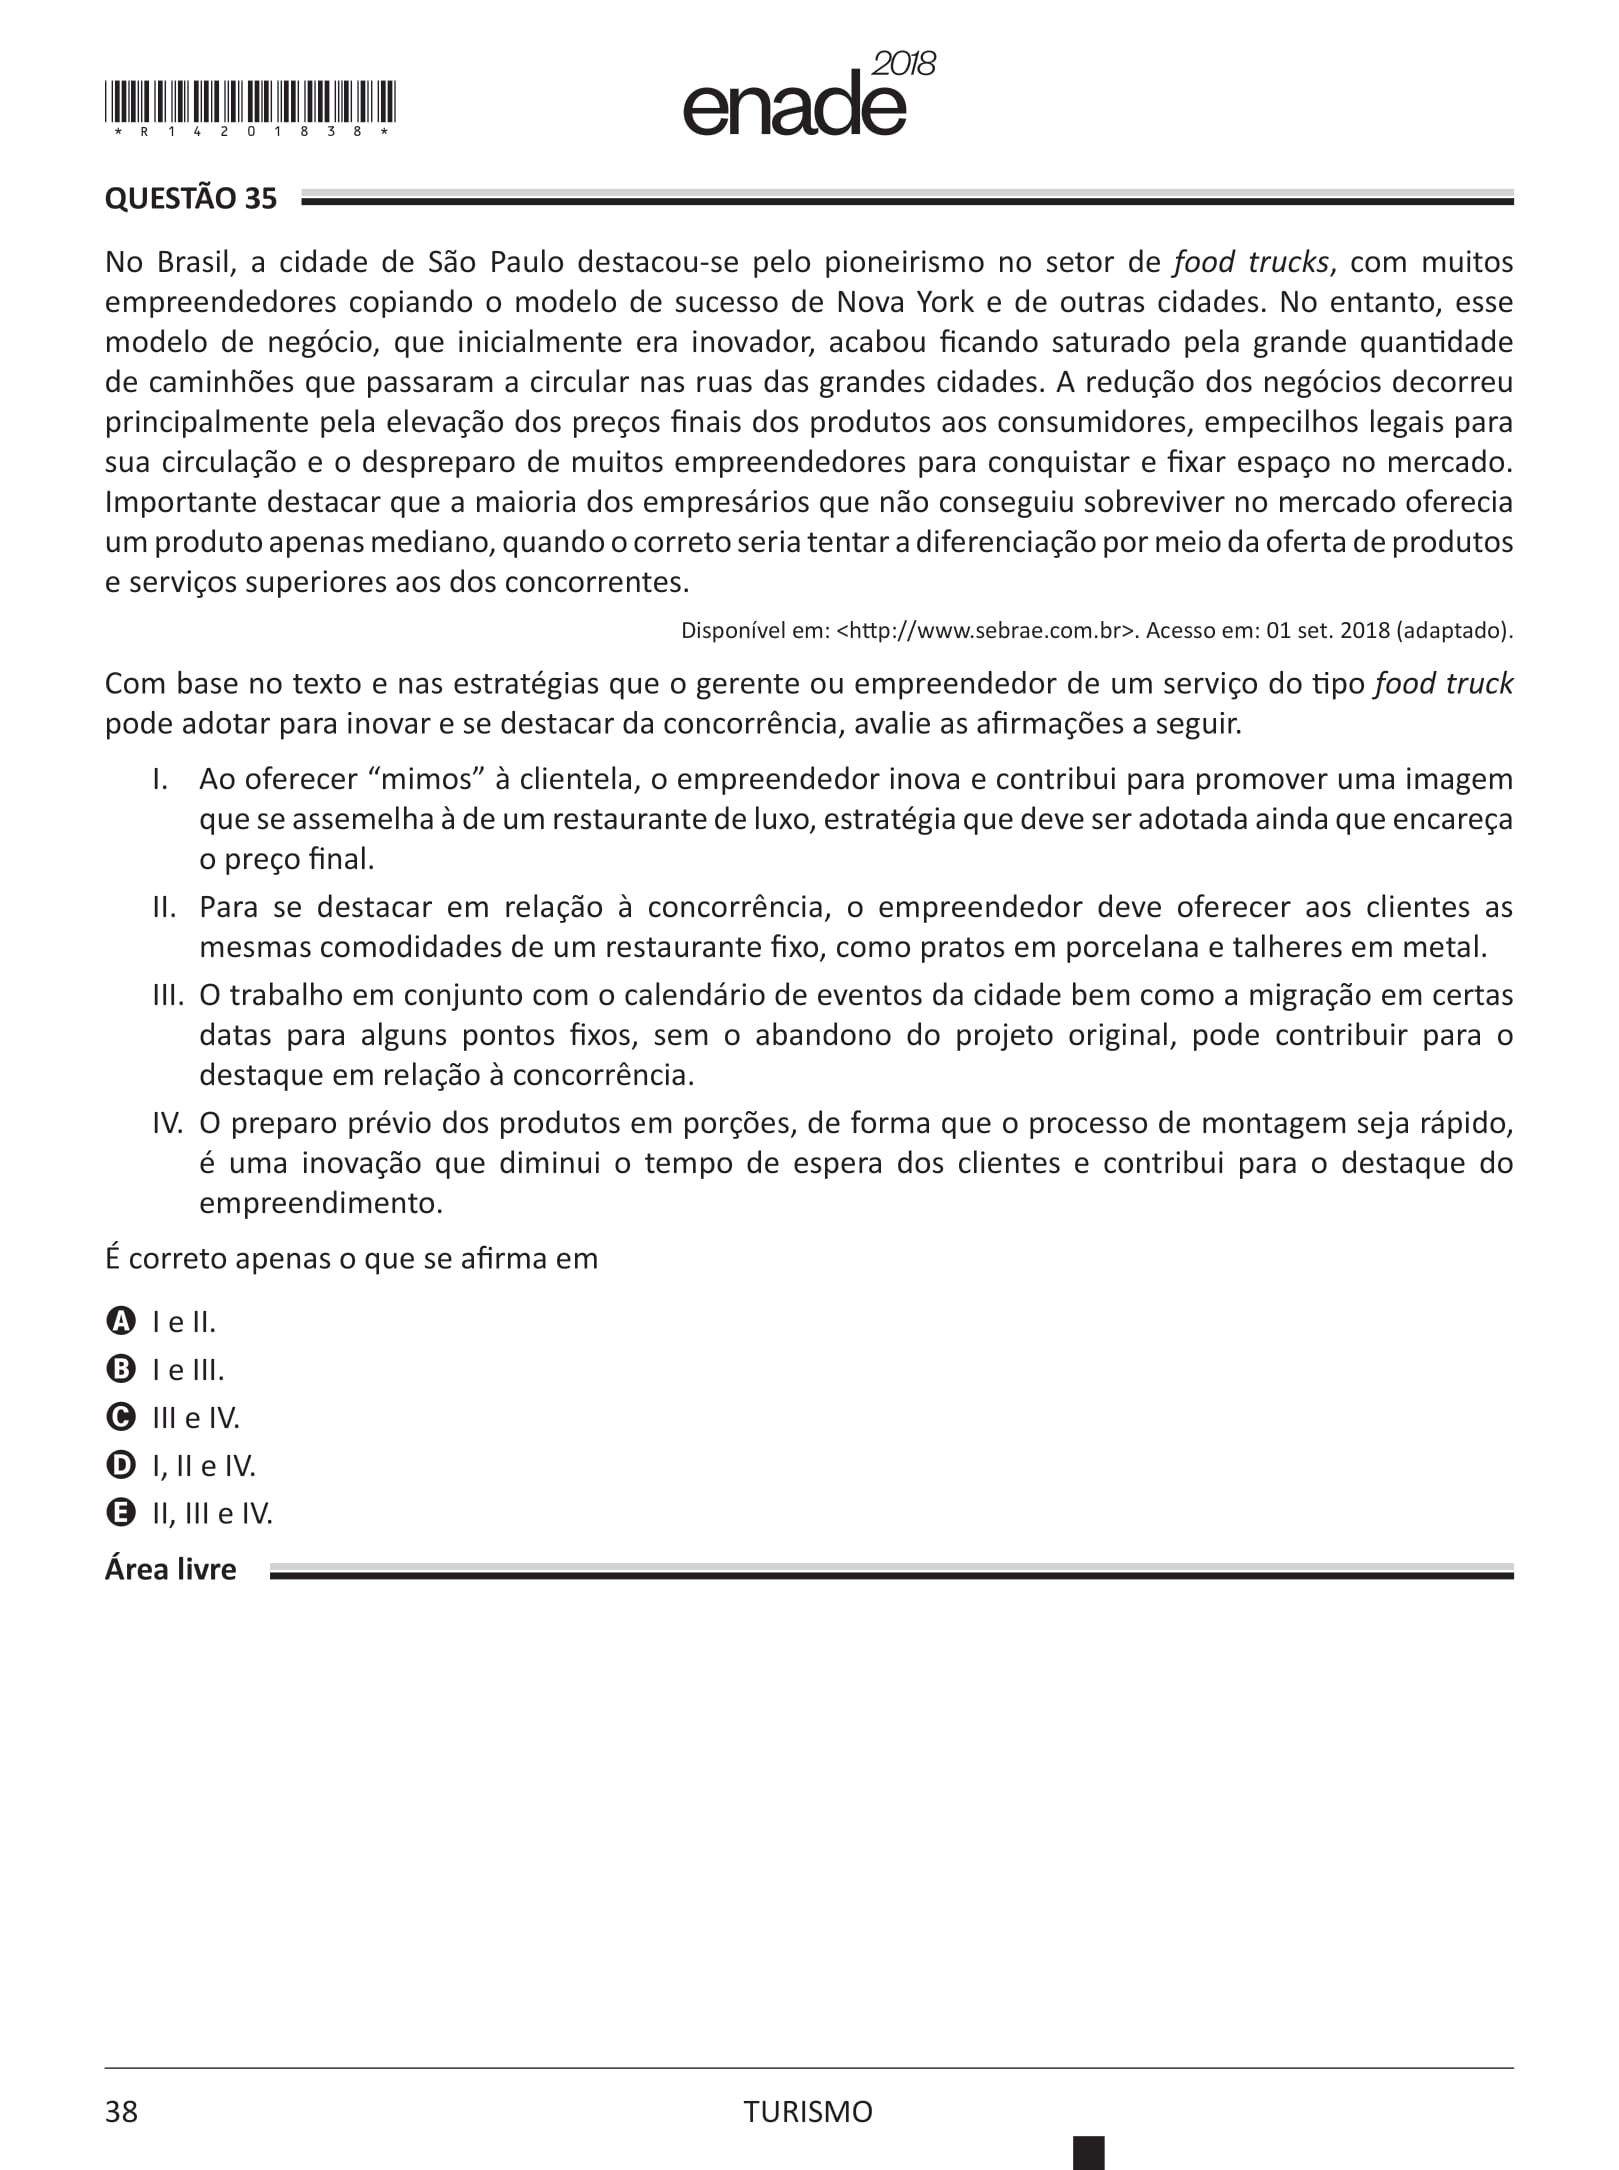 *R14201838*
enade 2018
QUESTÃO 35
No Brasil, a cidade de São Paulo destacou-se pelo pioneirismo no setor de food trucks, com muitos
empreendedores copiando o modelo de sucesso de Nova York e de outras cidades. No entanto, esse
modelo de negócio, que inicialmente era inovador, acabou ficando saturado pela grande quantidade
de caminhões que passaram a circular nas ruas das grandes cidades. A redução dos negócios decorreu
principalmente pela elevação dos preços finais dos produtos aos consumidores, empecilhos legais para
sua circulação e o despreparo de muitos empreendedores para conquistar e fixar espaço no mercado.
Importante destacar que a maioria dos empresários que não conseguiu sobreviver no mercado oferecia
um produto apenas mediano, quando o correto seria tentar a diferenciação por meio da oferta de produtos
e serviços superiores aos dos concorrentes.
Disponível em: <http://www.sebrae.com.br>. Acesso em: 01 set. 2018 (adaptado).
Com base no texto e nas estratégias que o gerente ou empreendedor de um serviço do tipo food truck
pode adotar para inovar e se destacar da concorrência, avalie as afirmações a seguir.
I. Ao oferecer “mimos” à clientela, o empreendedor inova e contribui para promover uma imagem
que se assemelha à de um restaurante de luxo, estratégia que deve ser adotada ainda que encareça
o preço final.
II. Para se destacar em relação à concorrência, o empreendedor deve oferecer aos clientes as
mesmas comodidades de um restaurante fixo, como pratos em porcelana e talheres em metal.
III. O trabalho em conjunto com o calendário de eventos da cidade bem como a migração em certas
datas para alguns pontos fixos, sem o abandono do projeto original, pode contribuir para o
destaque em relação à concorrência.
IV. O preparo prévio dos produtos em porções, de forma que o processo de montagem seja rápido,
é uma inovação que diminui o tempo de espera dos clientes e contribui para o destaque do
empreendimento.
É correto apenas o que se afirma em
A I e II.
B I e III.
C III e IV.
D I, II e IV.
E II, III e IV.
Área livre
38
TURISMO